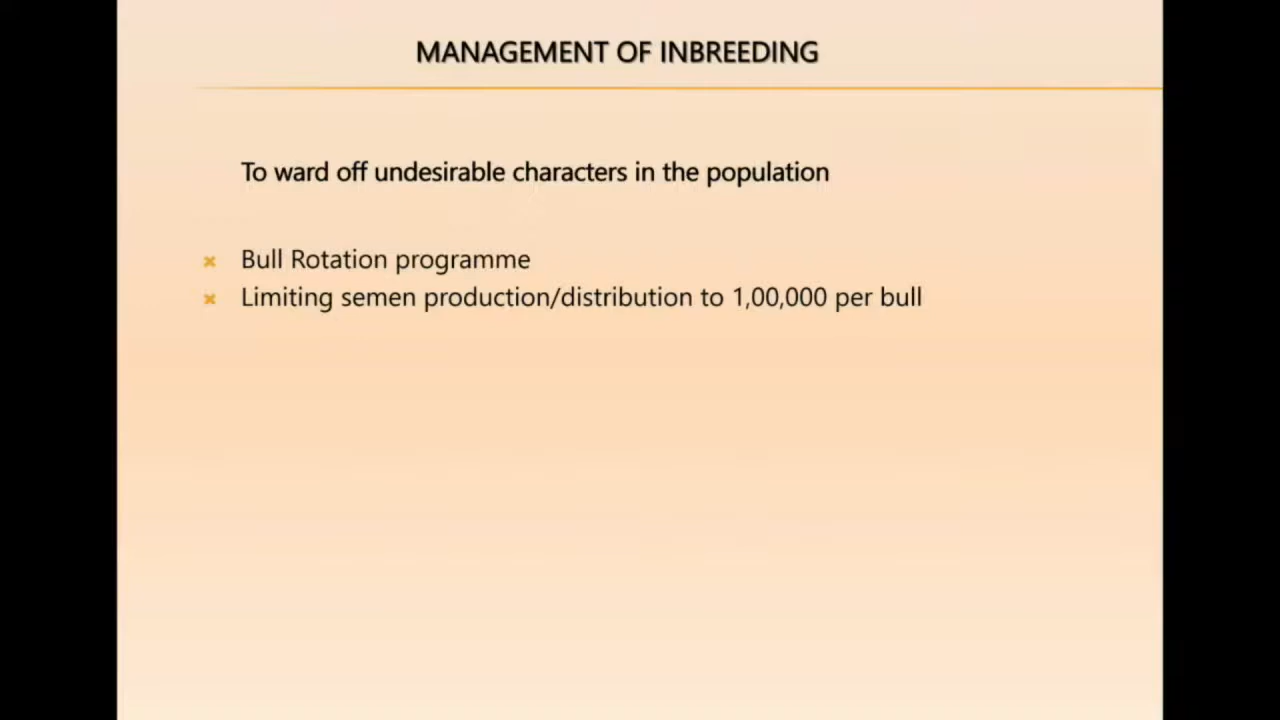 MANAGEMENT OF INBREEDING
To ward off undesirable characters in the population
Bull Rotation programme
Limiting semen production/distribution to 1,00,000 per bull